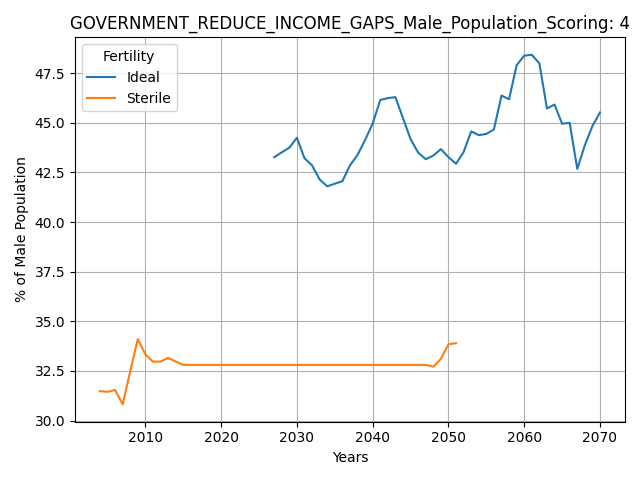 GOVERNMENT_REDUCE_INCOME_GAPS_Male_Population_Scoring: 4
Fertility
Ideal
Sterile
% of Male Population
47.5
45.0
42.5
40.0
37.5
35.0
32.5
30.0
2010 2020 2030 2040 2050 2060 2070
Years